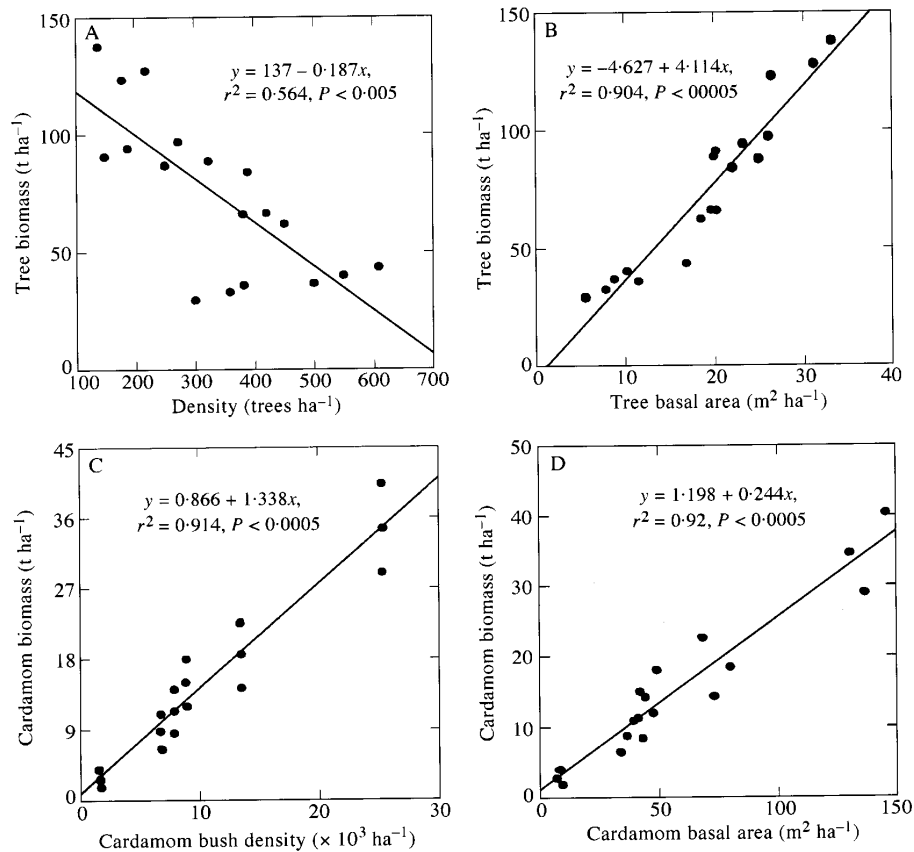 A
y = 137 – 0·187x,
r² = 0·564, P < 0·005
150
100
50
0
100 200 300 400 500 600 700
Tree biomass (t ha⁻¹)
Density (trees ha⁻¹)
B
y = –4·627 + 4·114x,
r² = 0·904, P < 00005
150
100
50
0
0 10 20 30 40
Tree biomass (t ha⁻¹)
Tree basal area (m² ha⁻¹)
C
y = 0·866 + 1·338x,
r² = 0·914, P < 0·0005
45
36
27
18
9
0
0 10 20 30
Cardamom biomass (t ha⁻¹)
Cardamom bush density (× 10³ ha⁻¹)
D
y = 1·198 + 0·244x,
r² = 0·92, P < 0·0005
50
40
30
20
10
0
0 50 100 150
Cardamom biomass (t ha⁻¹)
Cardamom basal area (m² ha⁻¹)